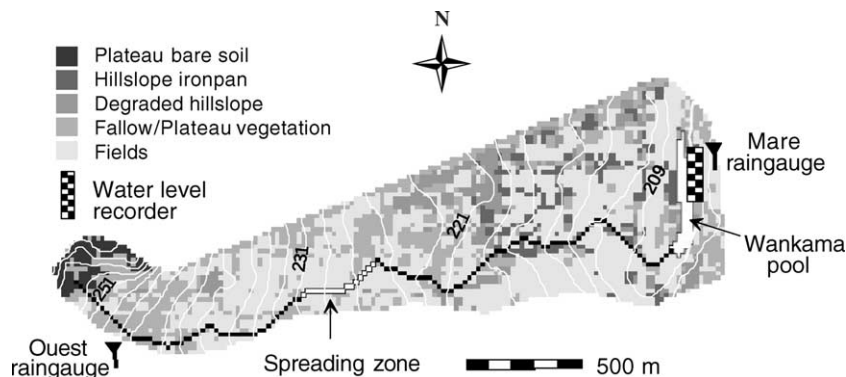 N
Plateau bare soil
Hillslope ironpan
Degraded hillslope
Fallow/Plateau vegetation
Fields
Water level
recorder
Mare
raingauge
209
221
231
251
Wankama
pool
Ouest
raingauge
Spreading zone
500 m